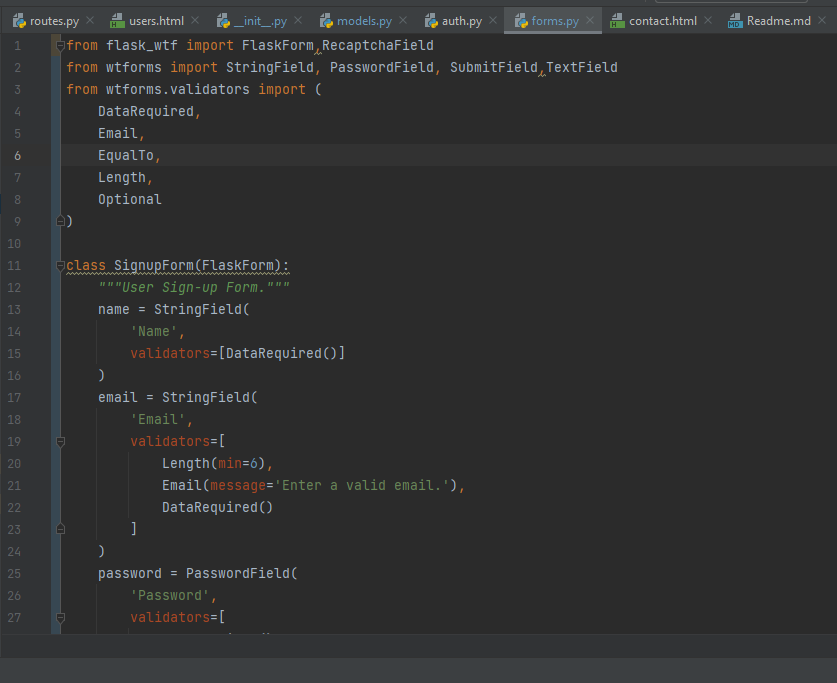 routes.py users.html __init__.py models.py auth.py forms.py contact.html Readme.md
1 from flask_wtf import FlaskForm,RecaptchaField
2 from wtforms import StringField, PasswordField, SubmitField,TextField
3 from wtforms.validators import (
4 DataRequired,
5 Email,
6 EqualTo,
7 Length,
8 Optional
9 )
10
11 class SignupForm(FlaskForm):
12 """User Sign-up Form."""
13 name = StringField(
14 'Name',
15 validators=[DataRequired()]
16 )
17 email = StringField(
18 'Email',
19 validators=[
20 Length(min=6),
21 Email(message='Enter a valid email.'),
22 DataRequired()
23 ]
24 )
25 password = PasswordField(
26 'Password',
27 validators=[